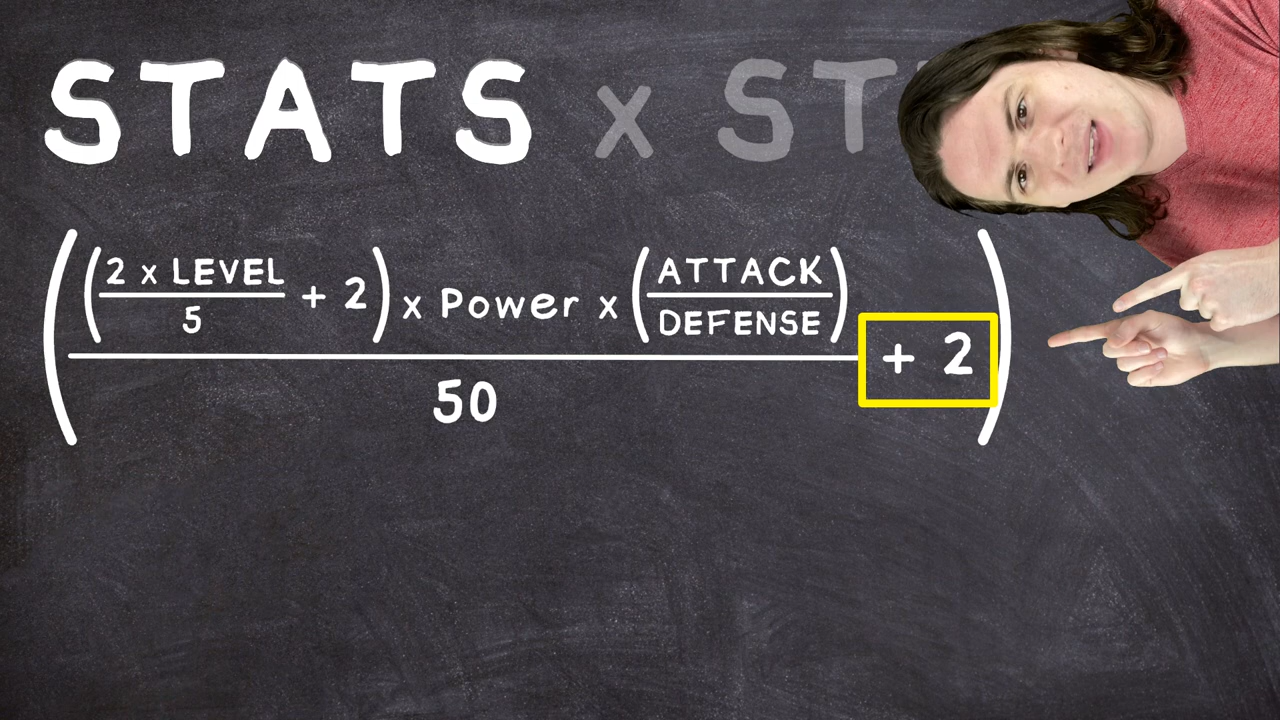 STATS x ST
((2 x LEVEL / 5 + 2) x Power x (ATTACK / DEFENSE) / 50 + 2)